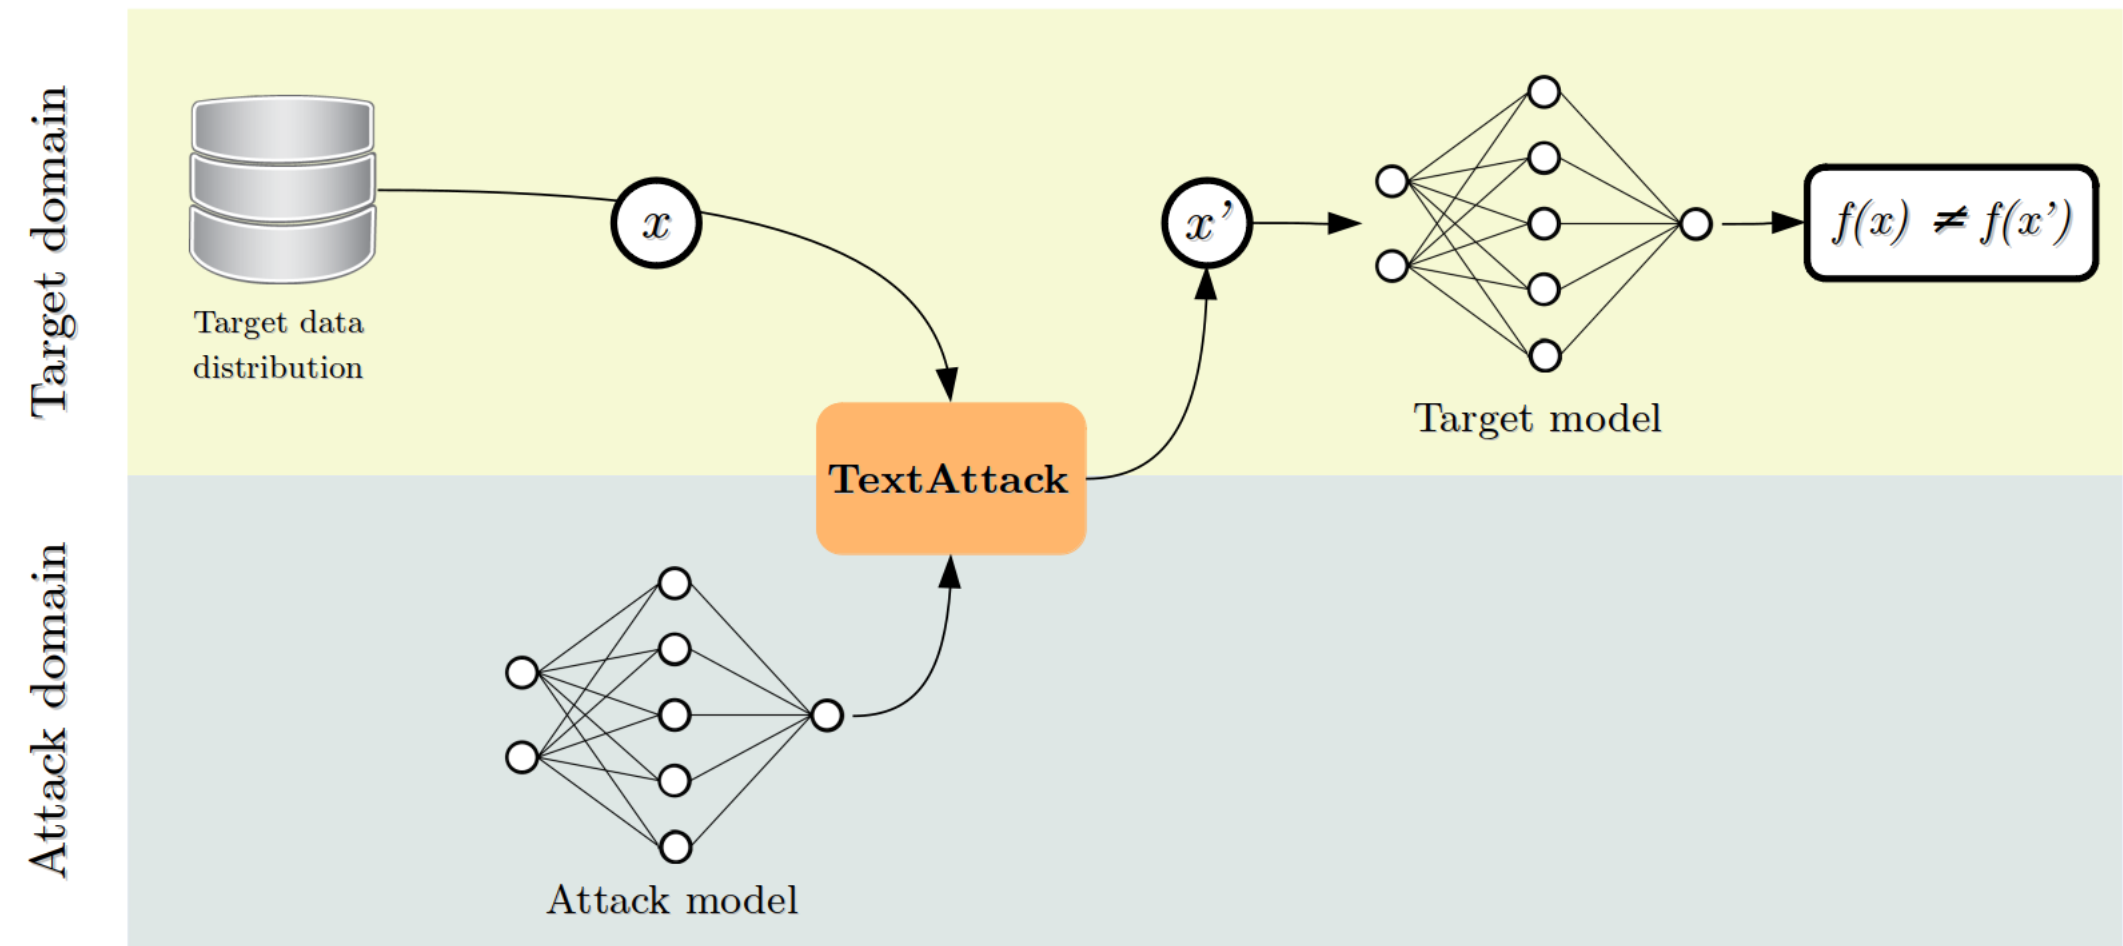 Target domain
Target data
distribution
x
x’
Target model
f(x) ≠ f(x’)
TextAttack
Attack domain
Attack model